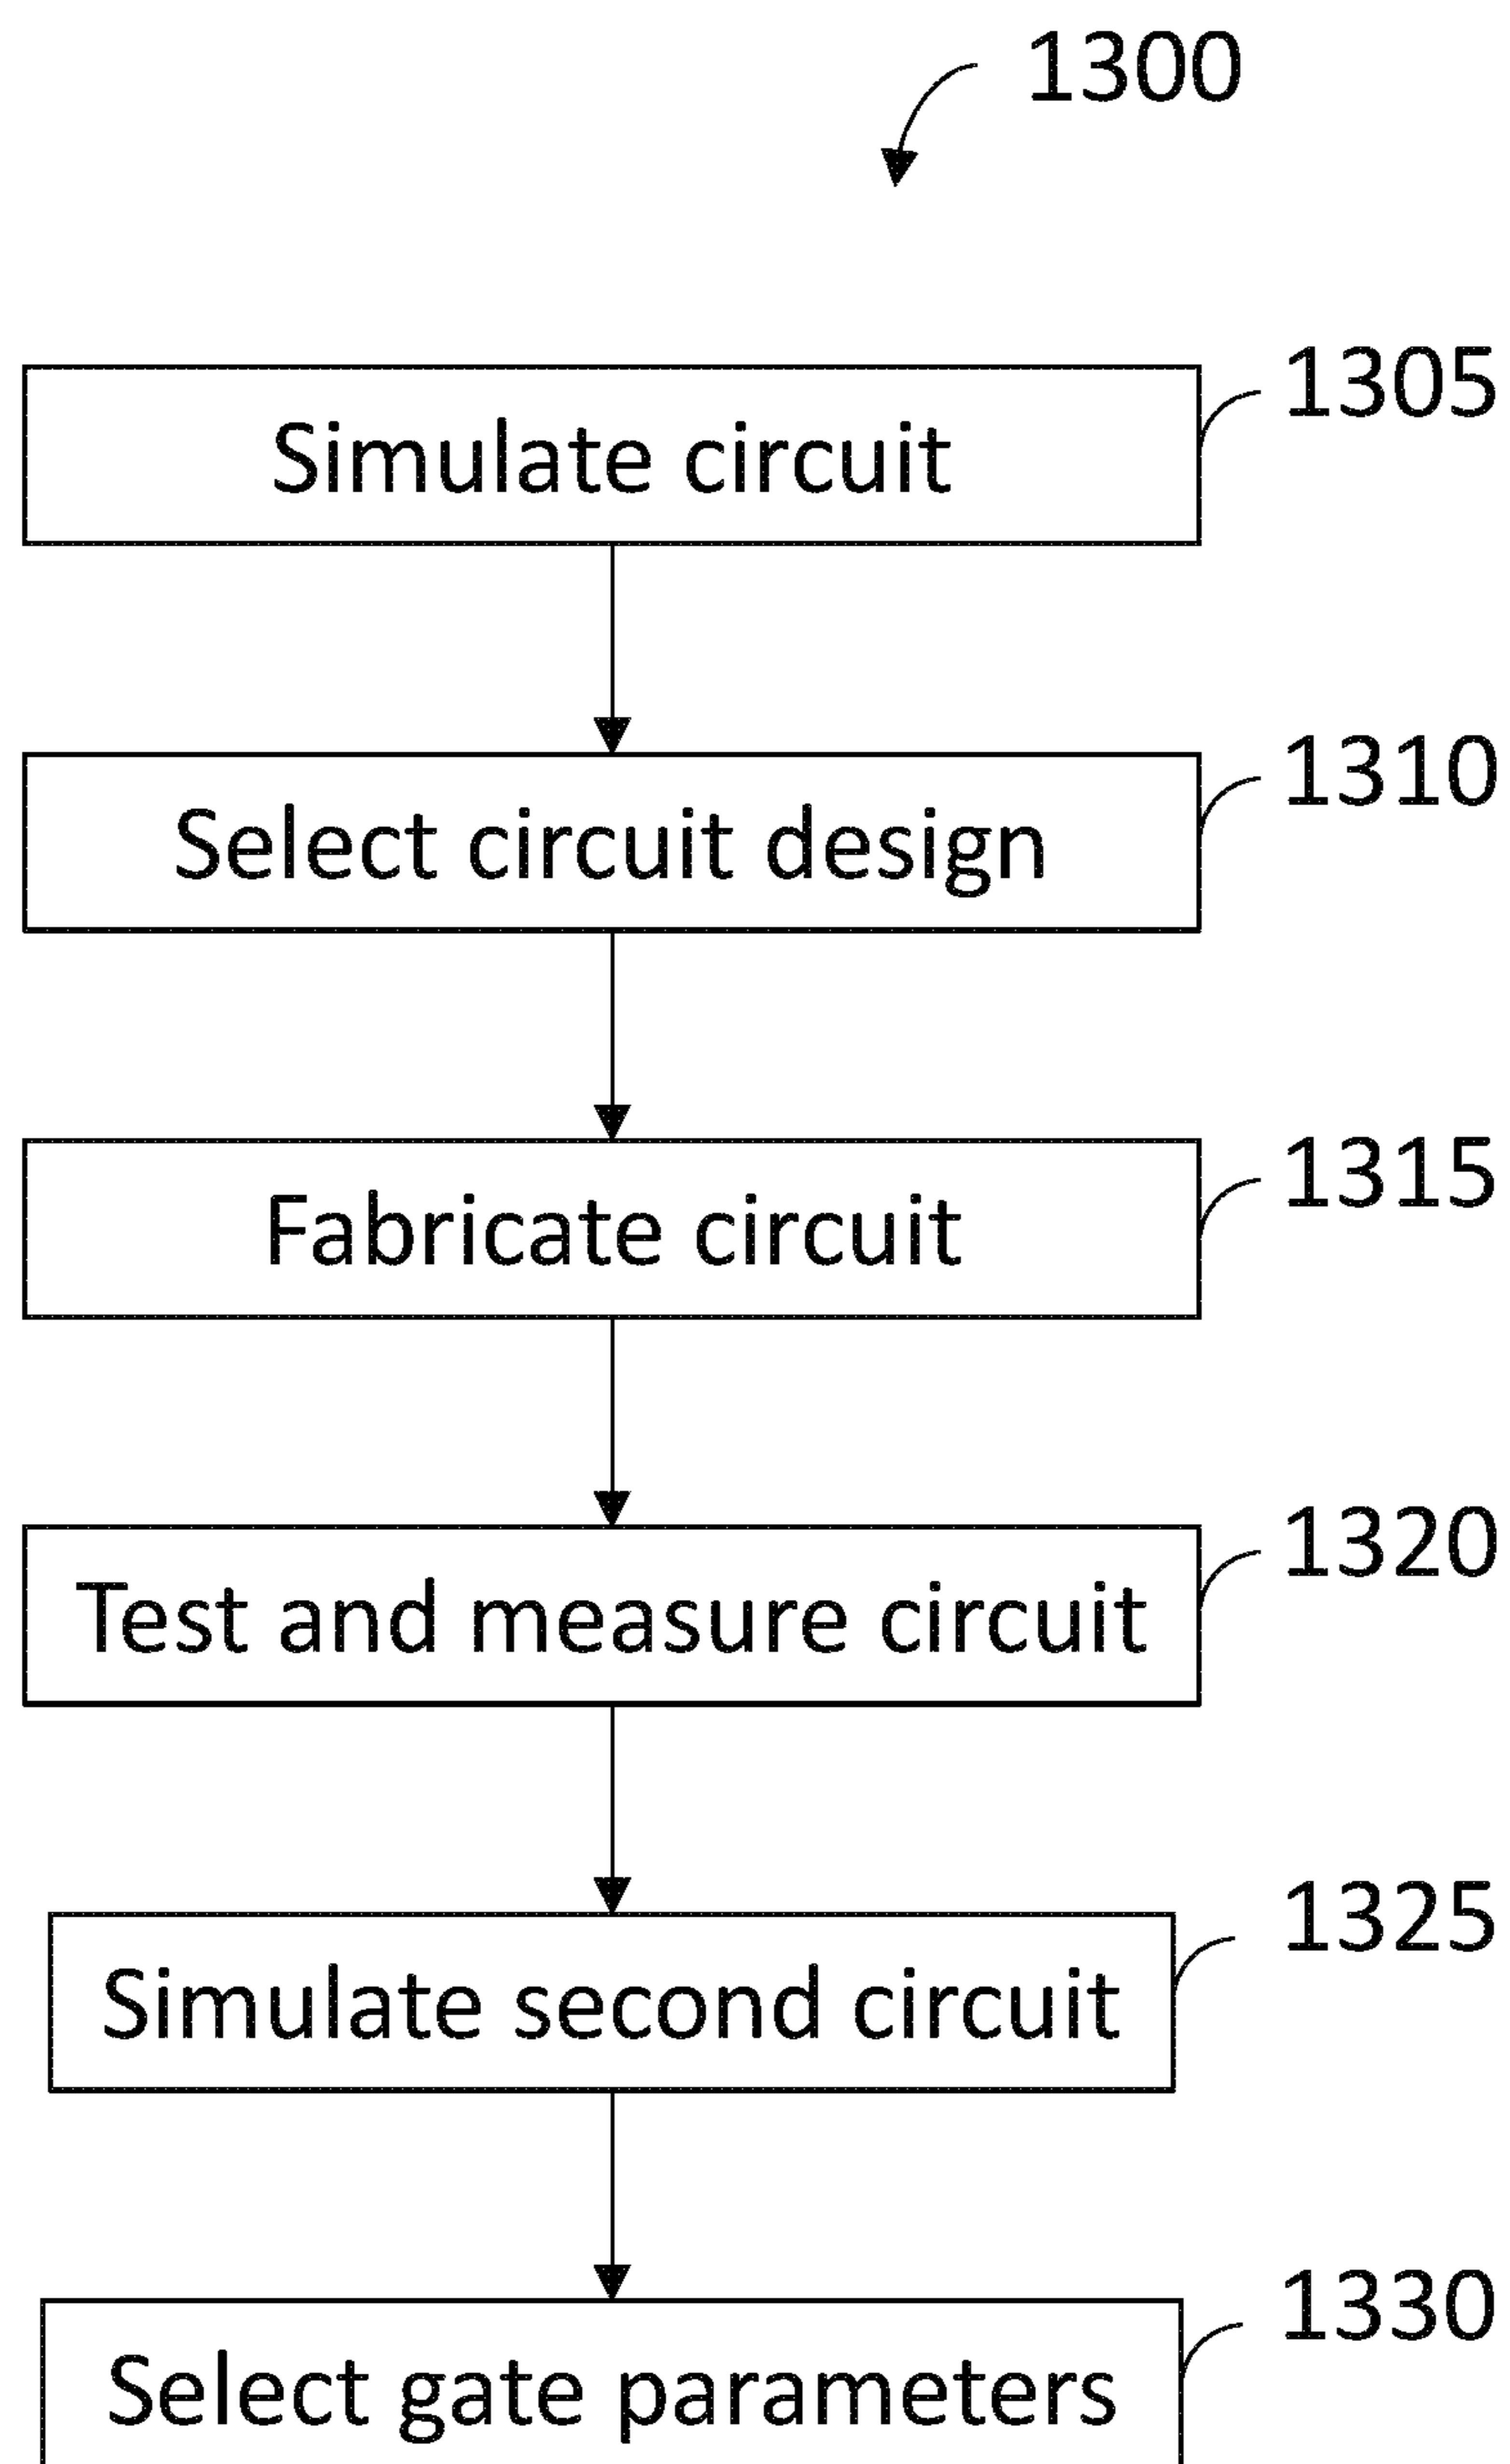 1300
1305
Simulate circuit
1310
Select circuit design
1315
Fabricate circuit
1320
Test and measure circuit
1325
Simulate second circuit
1330
Select gate parameters